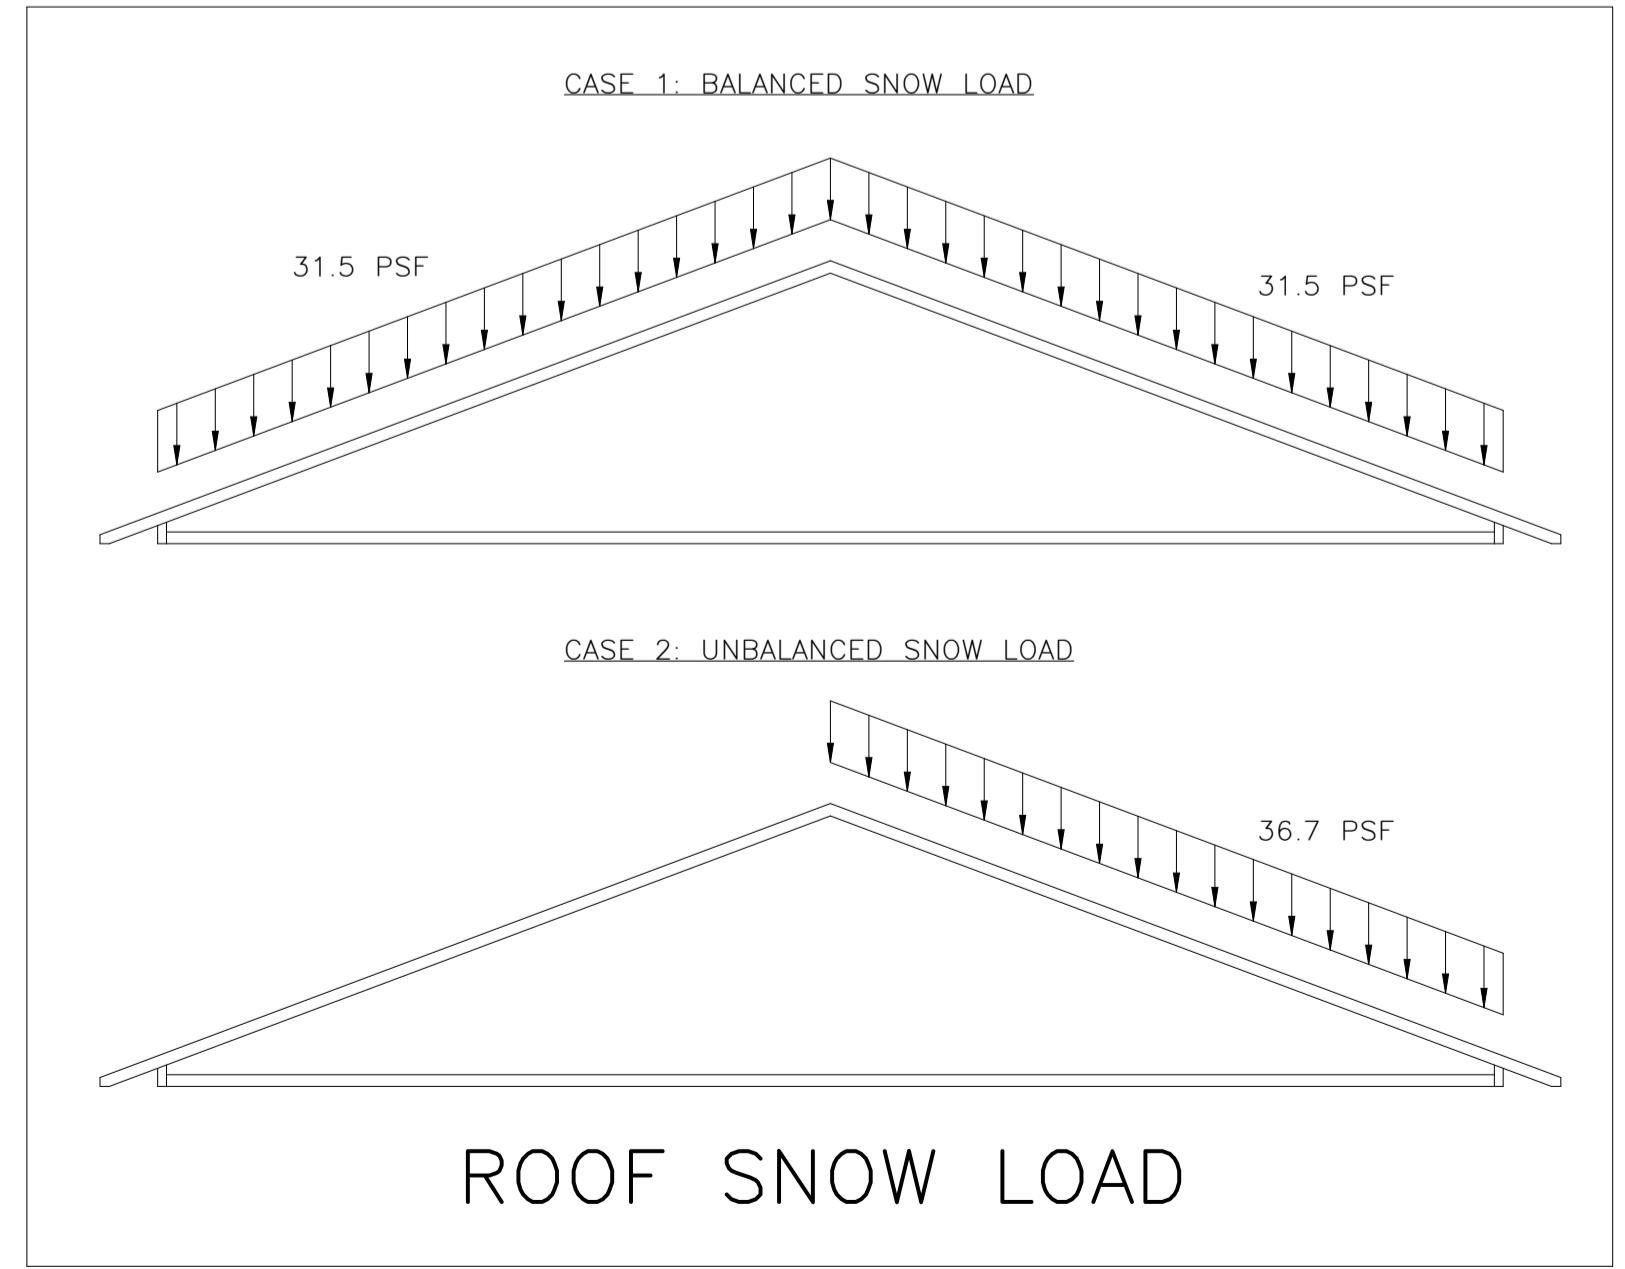 CASE 1: BALANCED SNOW LOAD
31.5 PSF
31.5 PSF
CASE 2: UNBALANCED SNOW LOAD
36.7 PSF
ROOF SNOW LOAD